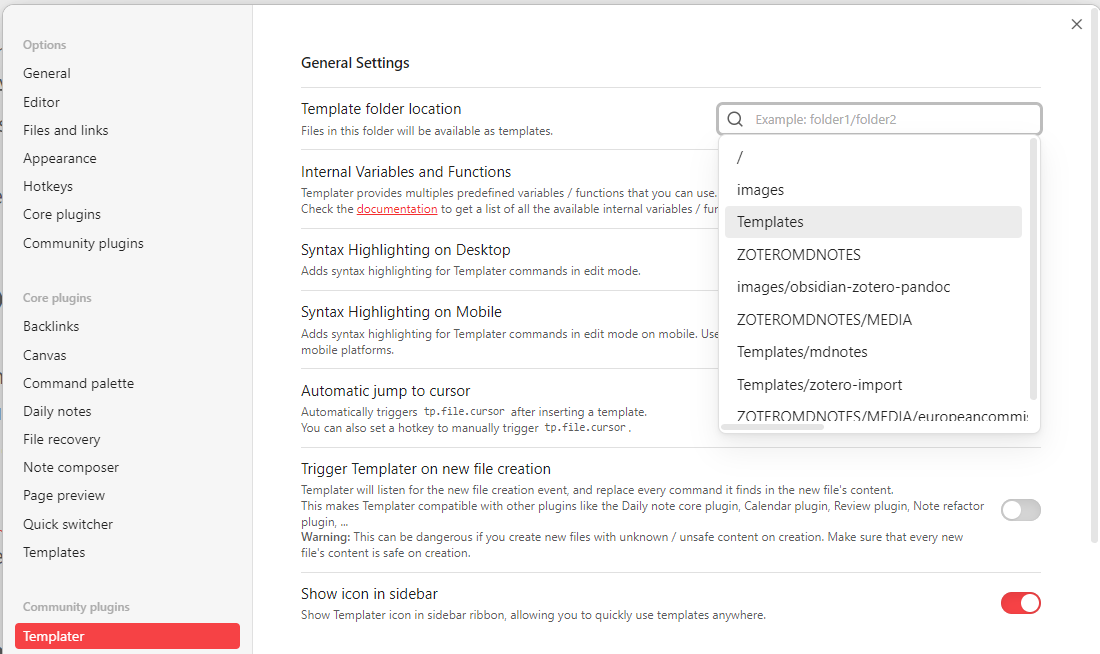 Options
General
Editor
Files and links
Appearance
Hotkeys
Core plugins
Community plugins
Core plugins
Backlinks
Canvas
Command palette
Daily notes
File recovery
Note composer
Page preview
Quick switcher
Templates
Community plugins
Templater
General Settings
Template folder location
Files in this folder will be available as templates.
Example: folder1/folder2
/
images
Templates
ZOTEROMDNOTES
images/obsidian-zotero-pandoc
ZOTEROMDNOTES/MEDIA
Templates/mdnotes
Templates/zotero-import
ZOTEROMDNOTES/MEDIA/europeancommis
Internal Variables and Functions
Templater provides multiple predefined variables / functions that you can use.
Check the documentation to get a list of all the available internal variables / fun
Syntax Highlighting on Desktop
Adds syntax highlighting for Templater commands in edit mode.
Syntax Highlighting on Mobile
Adds syntax highlighting for Templater commands in edit mode on mobile. Use
mobile platforms.
Automatic jump to cursor
Automatically triggers tp.file.cursor after inserting a template.
You can also set a hotkey to manually trigger tp.file.cursor.
Trigger Templater on new file creation
Templater will listen for the new file creation event, and replace every command it finds in the new file's content.
This makes Templater compatible with other plugins like the Daily note core plugin, Calendar plugin, Review plugin, Note refactor
plugin, ...
Warning: This can be dangerous if you create new files with unknown / unsafe content on creation. Make sure that every new
file's content is safe on creation.
Show icon in sidebar
Show Templater icon in sidebar ribbon, allowing you to quickly use templates anywhere.